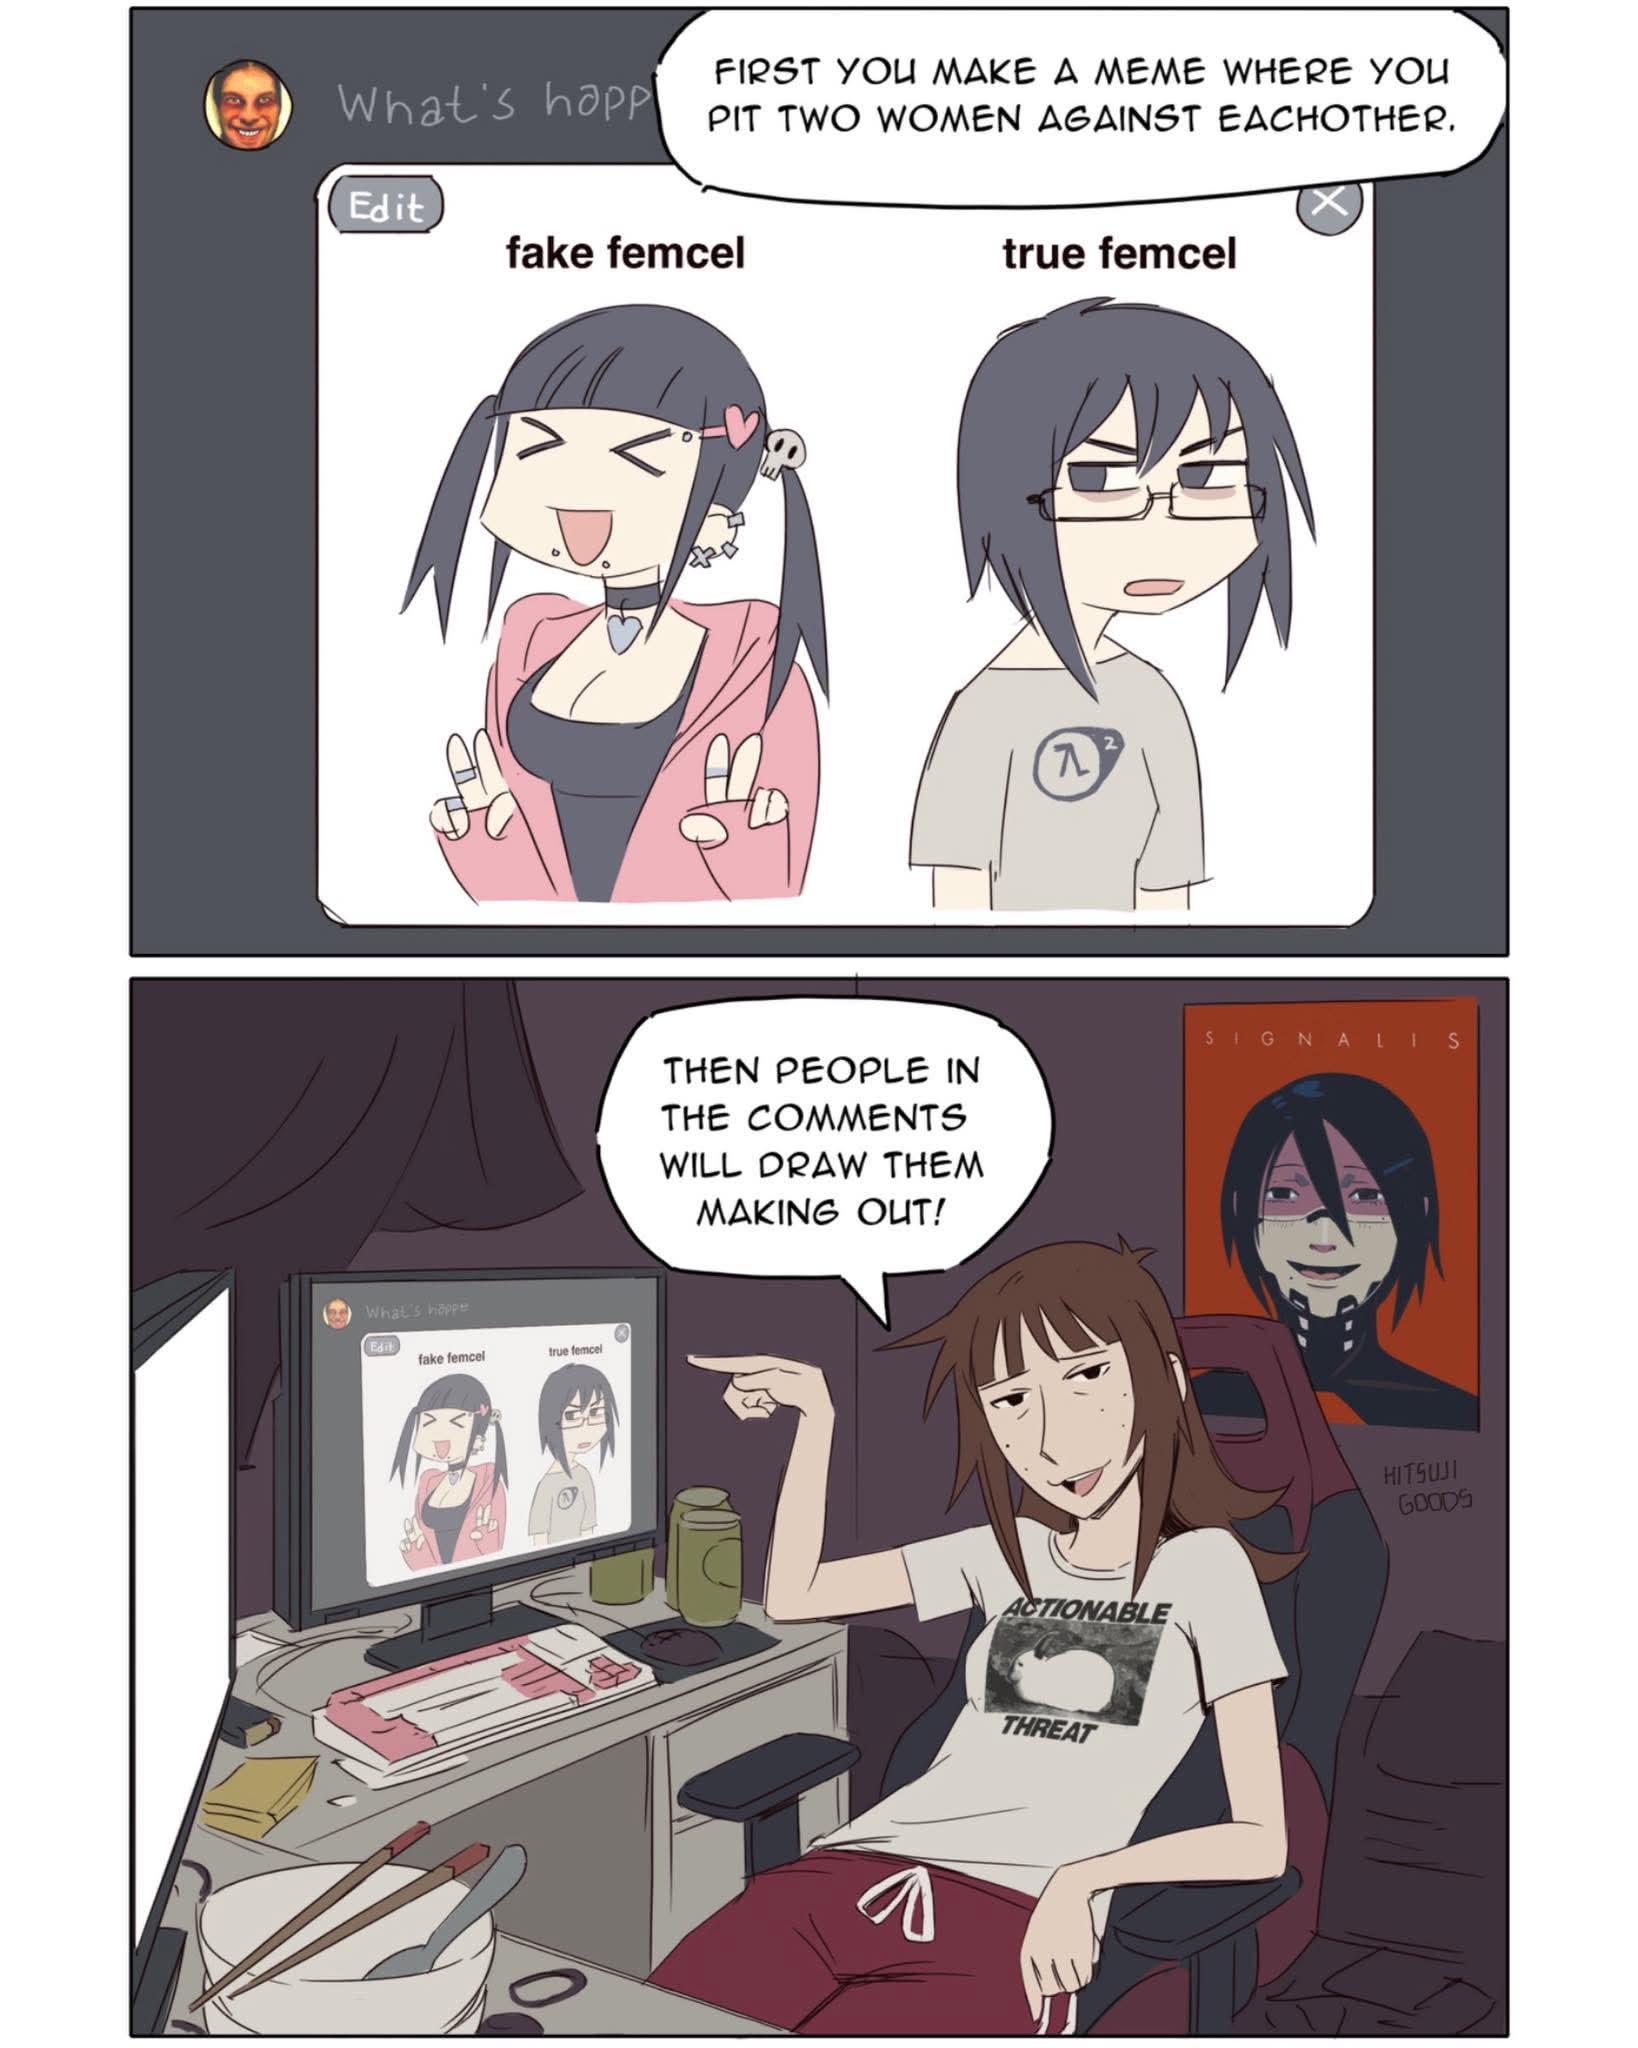 What's happ
FIRST YOU MAKE A MEME WHERE YOU
PIT TWO WOMEN AGAINST EACHOTHER.
Edit
fake femcel
true femcel
2
THEN PEOPLE IN
THE COMMENTS
WILL DRAW THEM
MAKING OUT!
SIGNALIS
What's happe
Edit
fake femcel
true femcel
HITSUJI
GOODS
ACTIONABLE
THREAT